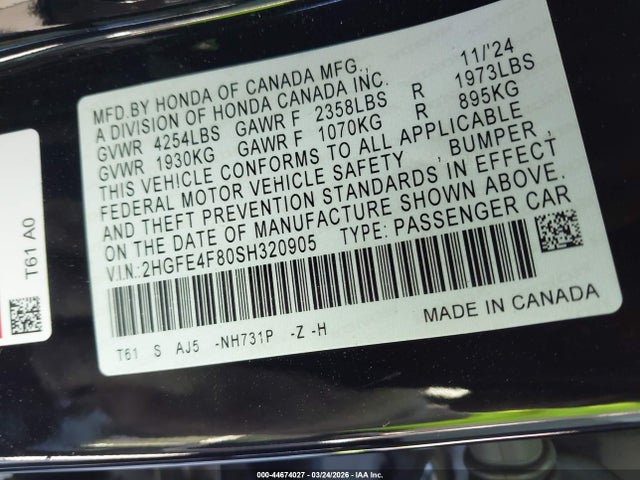 MFD.BY HONDA OF CANADA MFG., 11/'24
A DIVISION OF HONDA CANADA INC.
GVWR 4254LBS GAWR F 2358LBS R 1973LBS
GVWR 1930KG GAWR F 1070KG R 895KG
THIS VEHICLE CONFORMS TO ALL APPLICABLE
FEDERAL MOTOR VEHICLE SAFETY , BUMPER ,
AND THEFT PREVENTION STANDARDS IN EFFECT
ON THE DATE OF MANUFACTURE SHOWN ABOVE.
V.I.N.:2HGFE4F80SH320905 TYPE: PASSENGER CAR
T61 S AJ5 -NH731P -Z -H
MADE IN CANADA
T61 A0
000-44674027 - 03/24/2026 - IAA Inc.